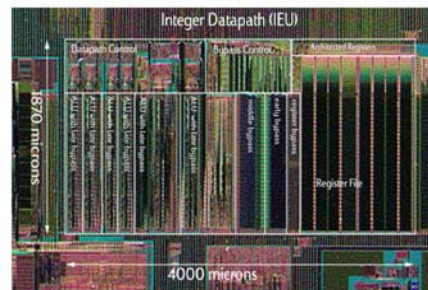 Integer Datapath (IEU)
Datapath Control
Bypass Control
Architected Registers
1870 microns
ALU with Late bypass
ALU with Late bypass
ALU with Late bypass
ALU with Late bypass
ALU with Late bypass
ALU with Late bypass
middle bypass
early bypass
register bypass
Register File
4000 microns